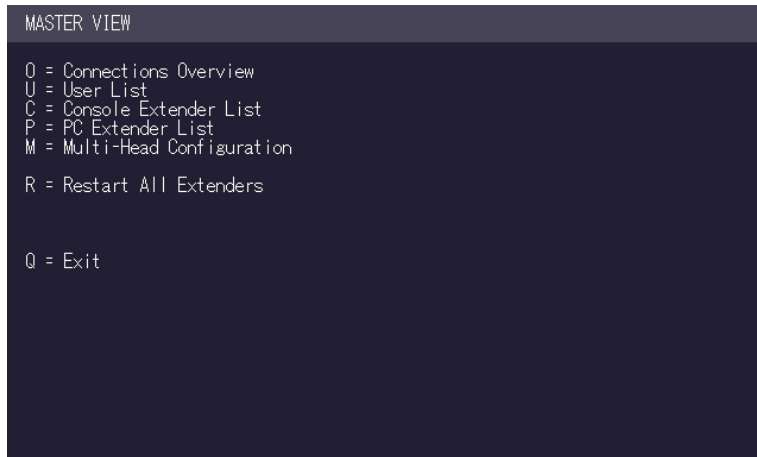 MASTER VIEW
O = Connections Overview
U = User List
C = Console Extender List
P = PC Extender List
M = Multi-Head Configuration
R = Restart All Extenders
Q = Exit